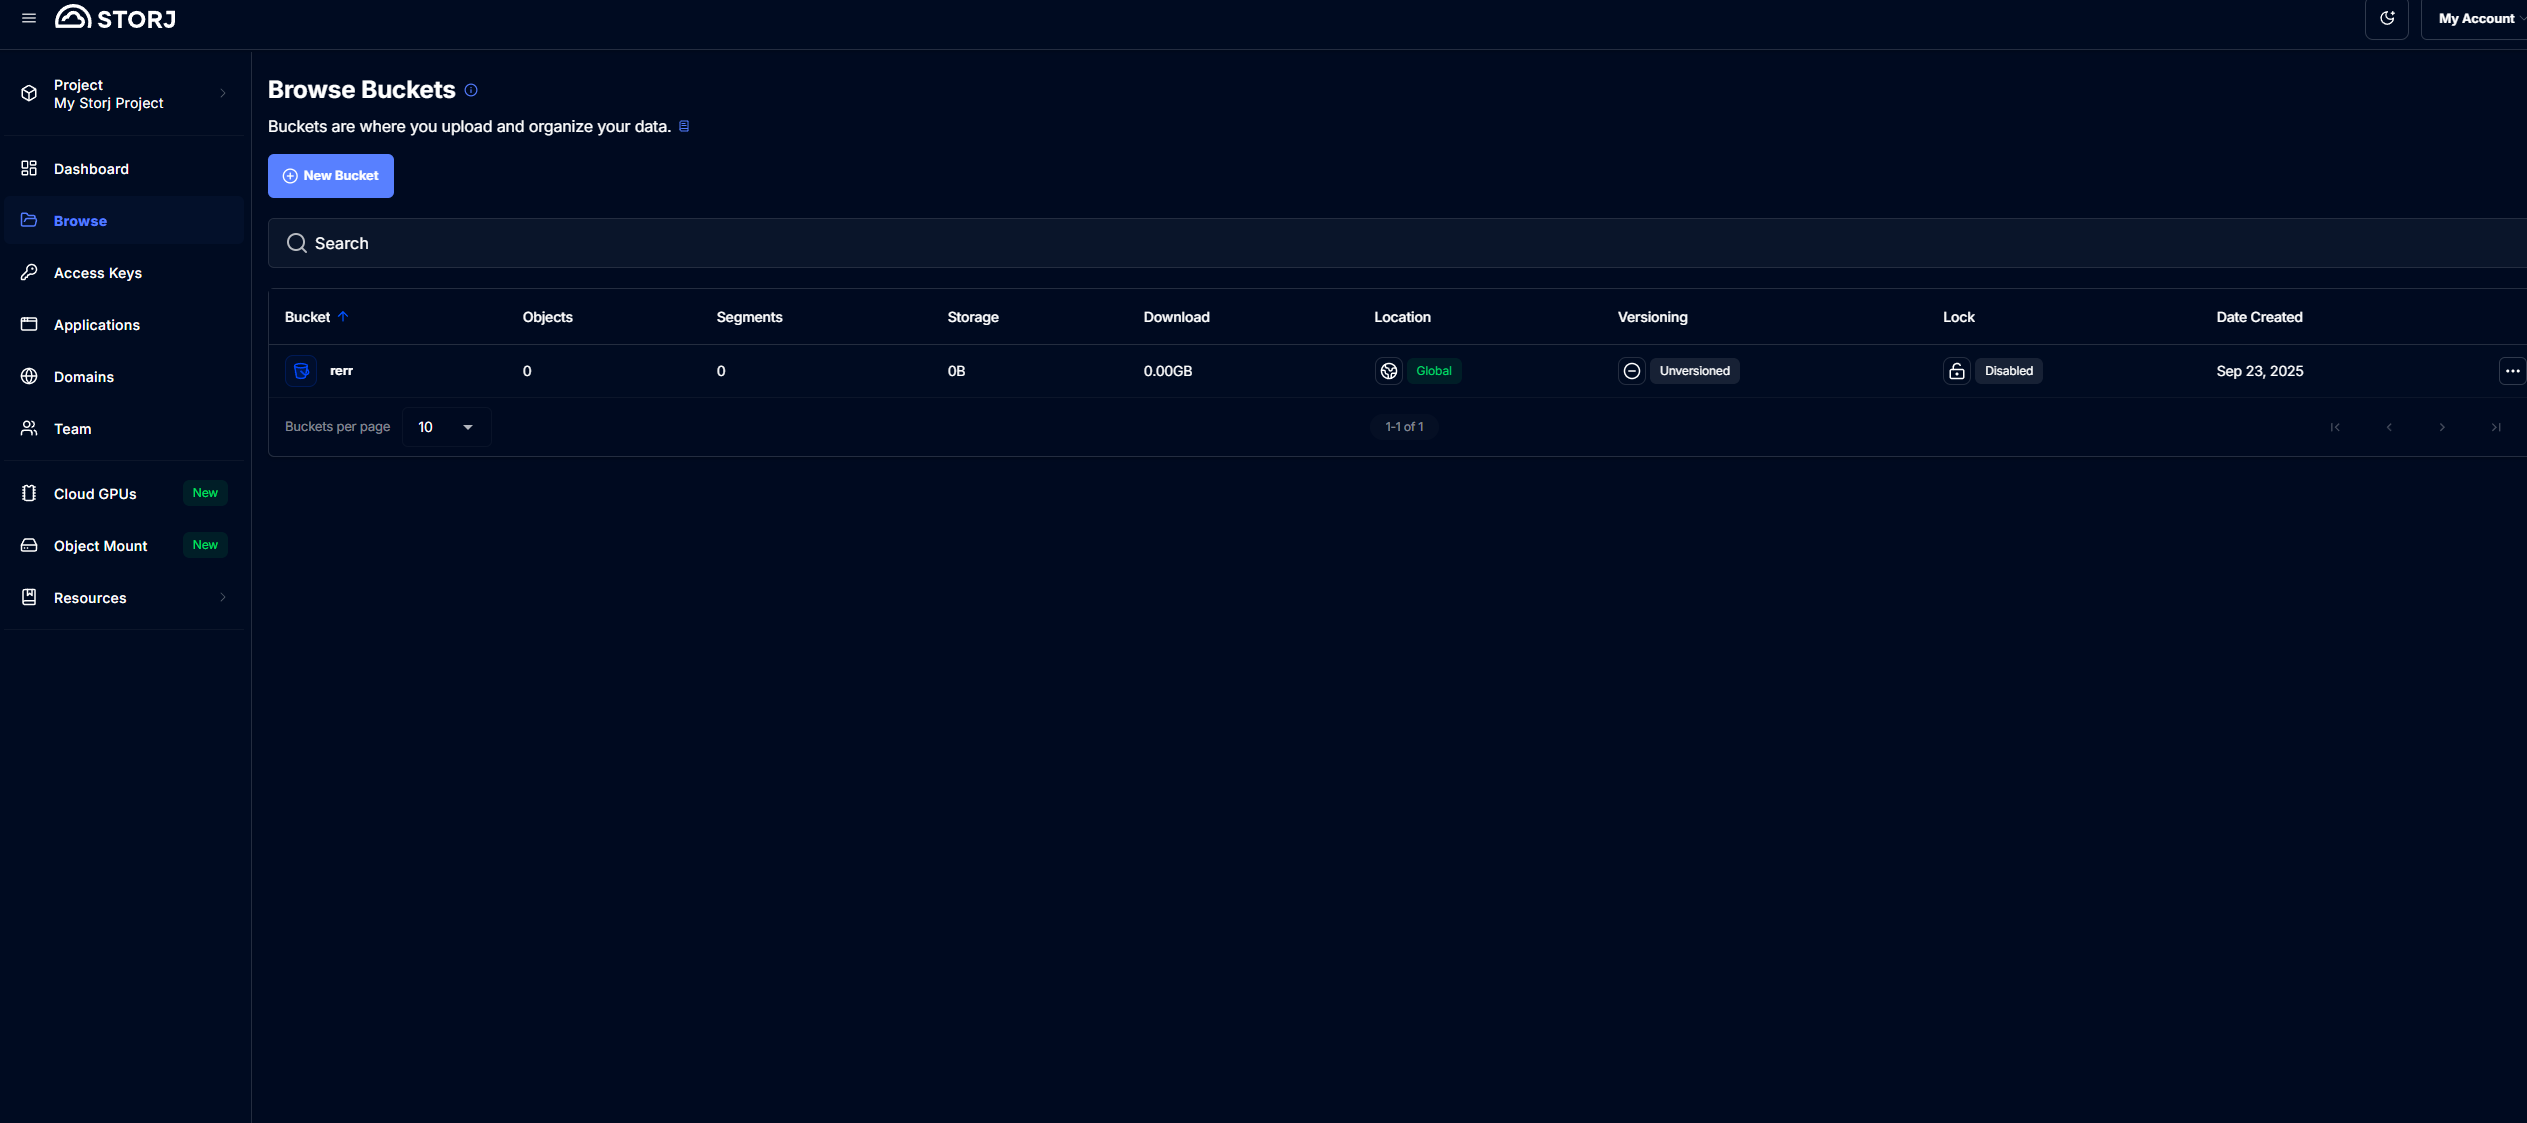 STORJ
My Account
Project
My Storj Project
Dashboard
Browse
Access Keys
Applications
Domains
Team
Cloud GPUs New
Object Mount New
Resources
Browse Buckets
Buckets are where you upload and organize your data.
New Bucket
Search
Bucket Objects Segments Storage Download Location Versioning Lock Date Created
rerr 0 0 0B 0.00GB Global Unversioned Disabled Sep 23, 2025
Buckets per page 10 1-1 of 1